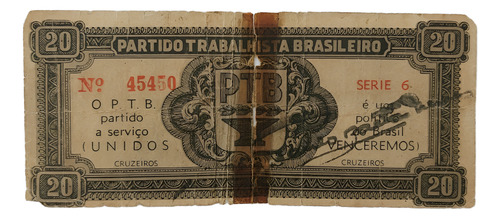 20 PARTIDO TRABALHISTA BRASILEIRO 20
Nº 45450 PTB SERIE 6
O P.T.B. é um
partido político
a serviço do Brasil
(UNIDOS VENCEREMOS)
CRUZEIROS CRUZEIROS
20 20